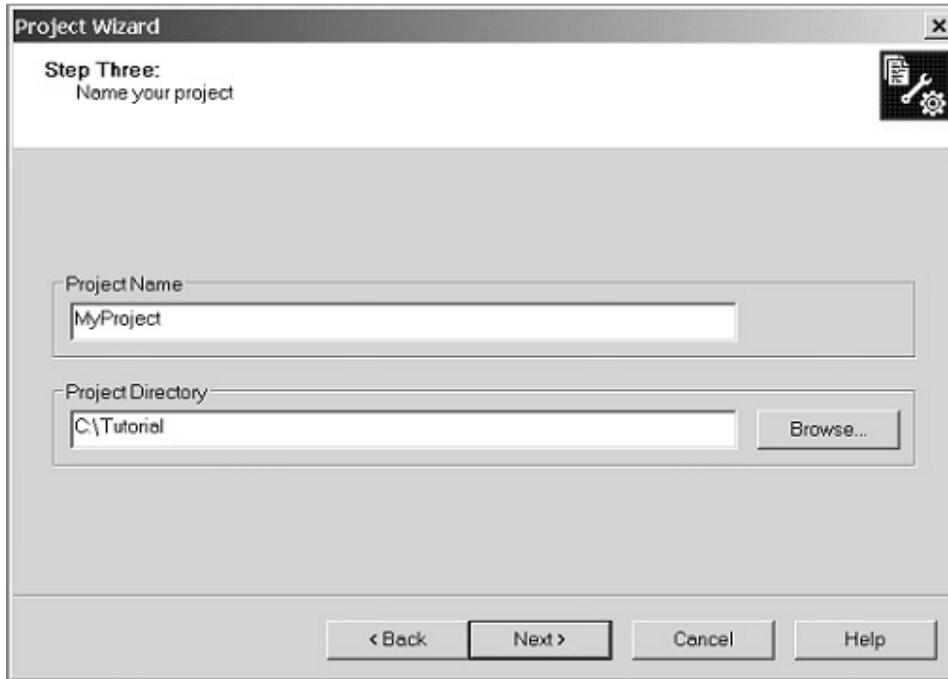 Project Wizard
Step Three:
Name your project
Project Name
MyProject
Project Directory
C:\Tutorial
Browse...
< Back
Next >
Cancel
Help